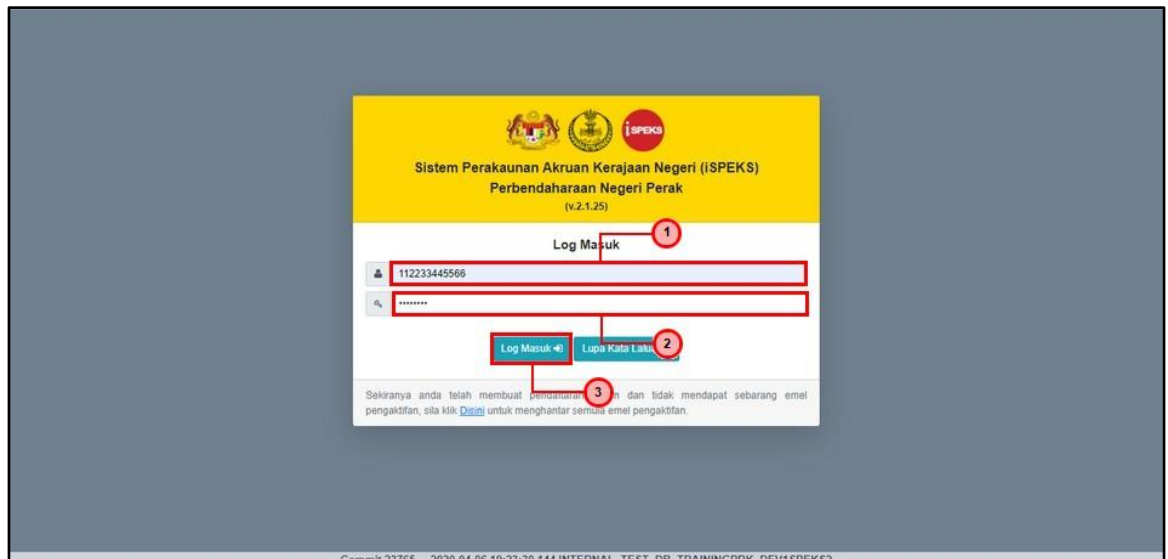 iSPEKS
Sistem Perakaunan Akruan Kerajaan Negeri (iSPEKS)
Perbendaharaan Negeri Perak
(v.2.1.25)
1
Log Masuk
112233445566
********
Log Masuk
Lupa Kata
2
3
Sekiranya anda telah membuat dan tidak mendapat sebarang emel
pengaktifan, sila klik Disini untuk menghantar semula emel pengaktifan.